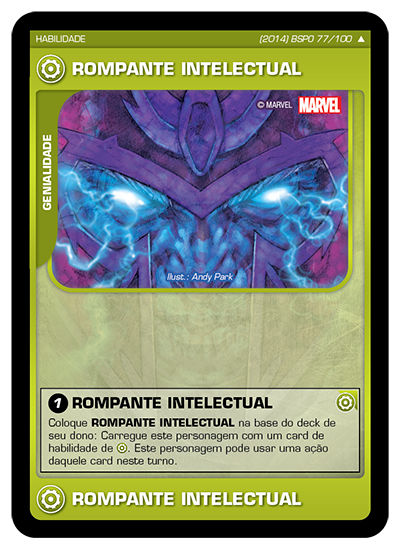 HABILIDADE (2014) BSP0 77/100 ▲
ROMPANTE INTELECTUAL
© MARVEL MARVEL
GENIALIDADE
Ilust.: Andy Park
1 ROMPANTE INTELECTUAL
Coloque ROMPANTE INTELECTUAL na base do deck de
seu dono: Carregue este personagem com um card de
habilidade de . Este personagem pode usar uma ação
daquele card neste turno.
ROMPANTE INTELECTUAL